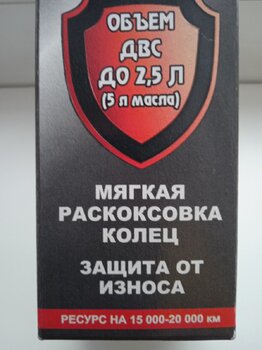 ОБЪЕМ
ДВС
ДО 2,5 Л
(5 л масла)
МЯГКАЯ
РАСКОКСОВКА
КОЛЕЦ
ЗАЩИТА ОТ
ИЗНОСА
РЕСУРС НА 15 000-20 000 км